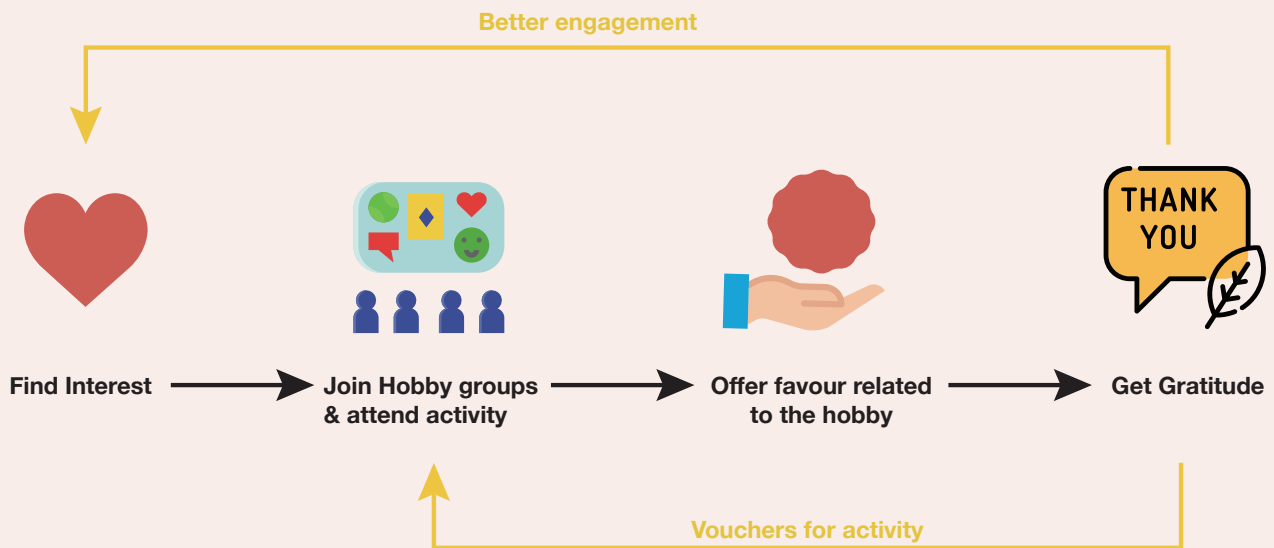 Better engagement
THANK
YOU
Find Interest
Join Hobby groups
& attend activity
Offer favour related
to the hobby
Get Gratitude
Vouchers for activity